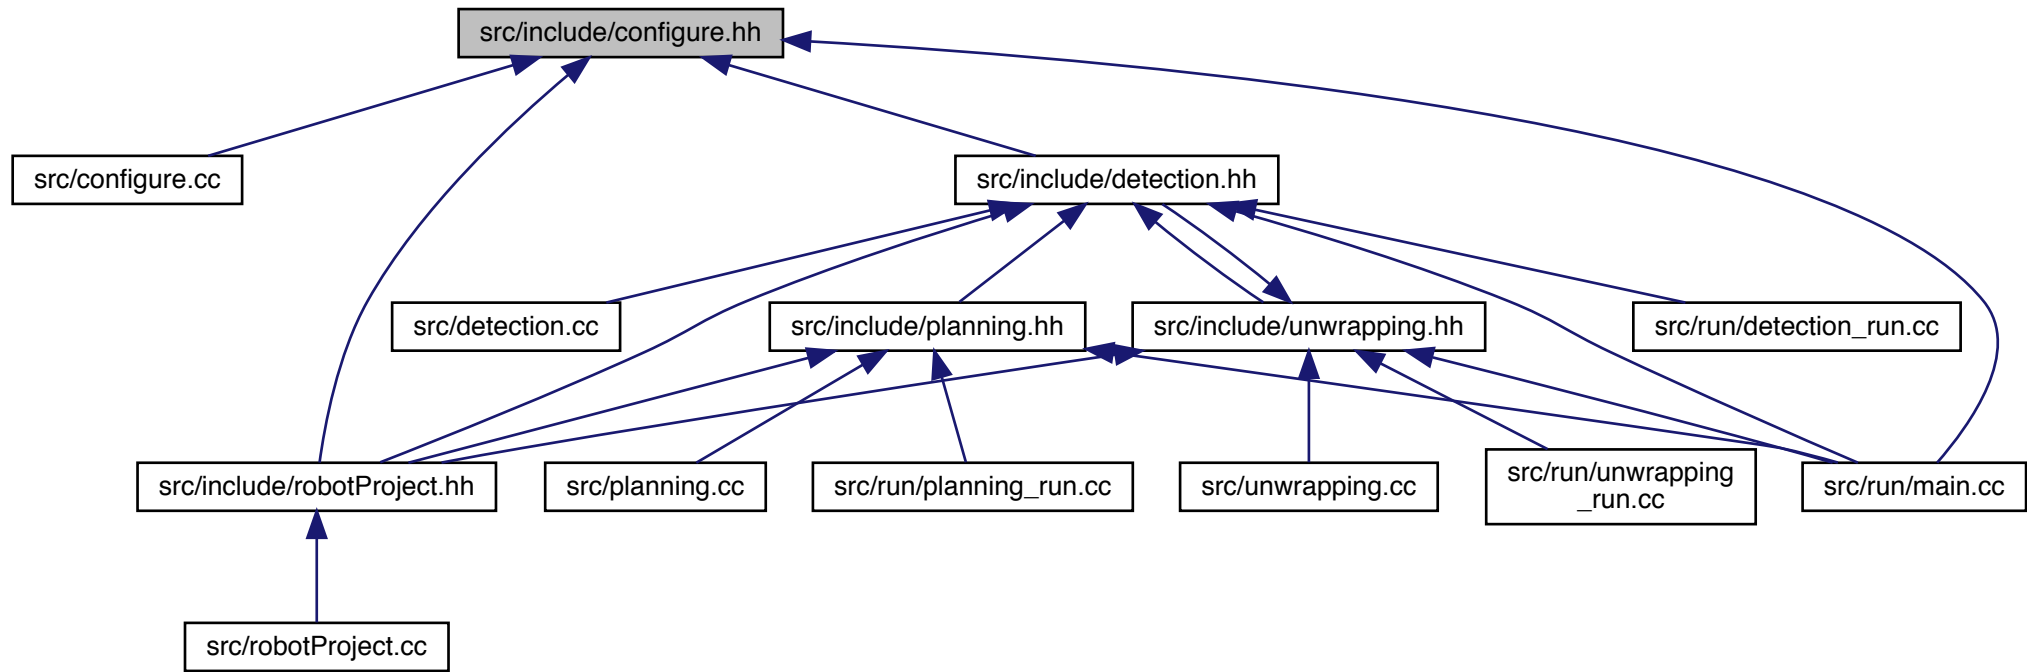 src/include/configure.hh
src/configure.cc
src/include/detection.hh
src/detection.cc
src/include/planning.hh
src/include/unwrapping.hh
src/run/detection_run.cc
src/include/robotProject.hh
src/planning.cc
src/run/planning_run.cc
src/unwrapping.cc
src/run/unwrapping
_run.cc
src/run/main.cc
src/robotProject.cc